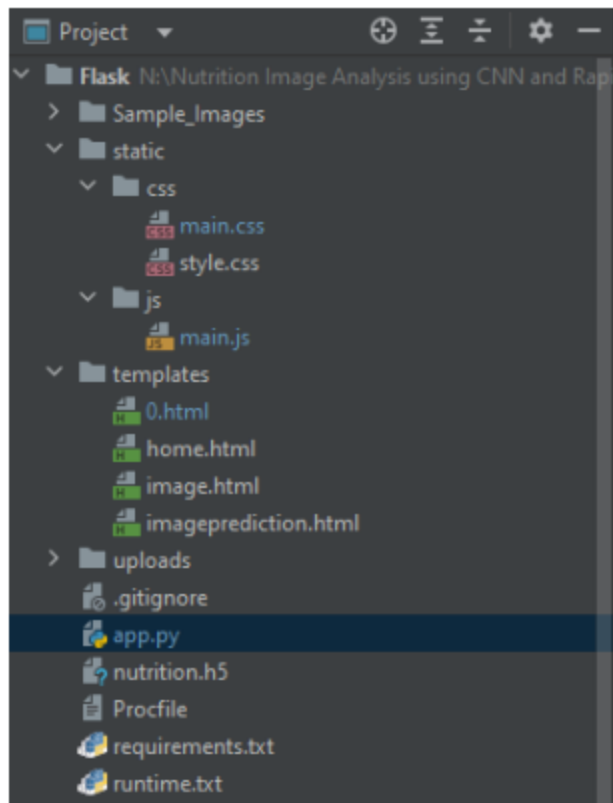 Project
Flask N:\Nutrition Image Analysis using CNN and Rap
Sample_Images
static
css
main.css
style.css
js
main.js
templates
0.html
home.html
image.html
imageprediction.html
uploads
.gitignore
app.py
nutrition.h5
Procfile
requirements.txt
runtime.txt